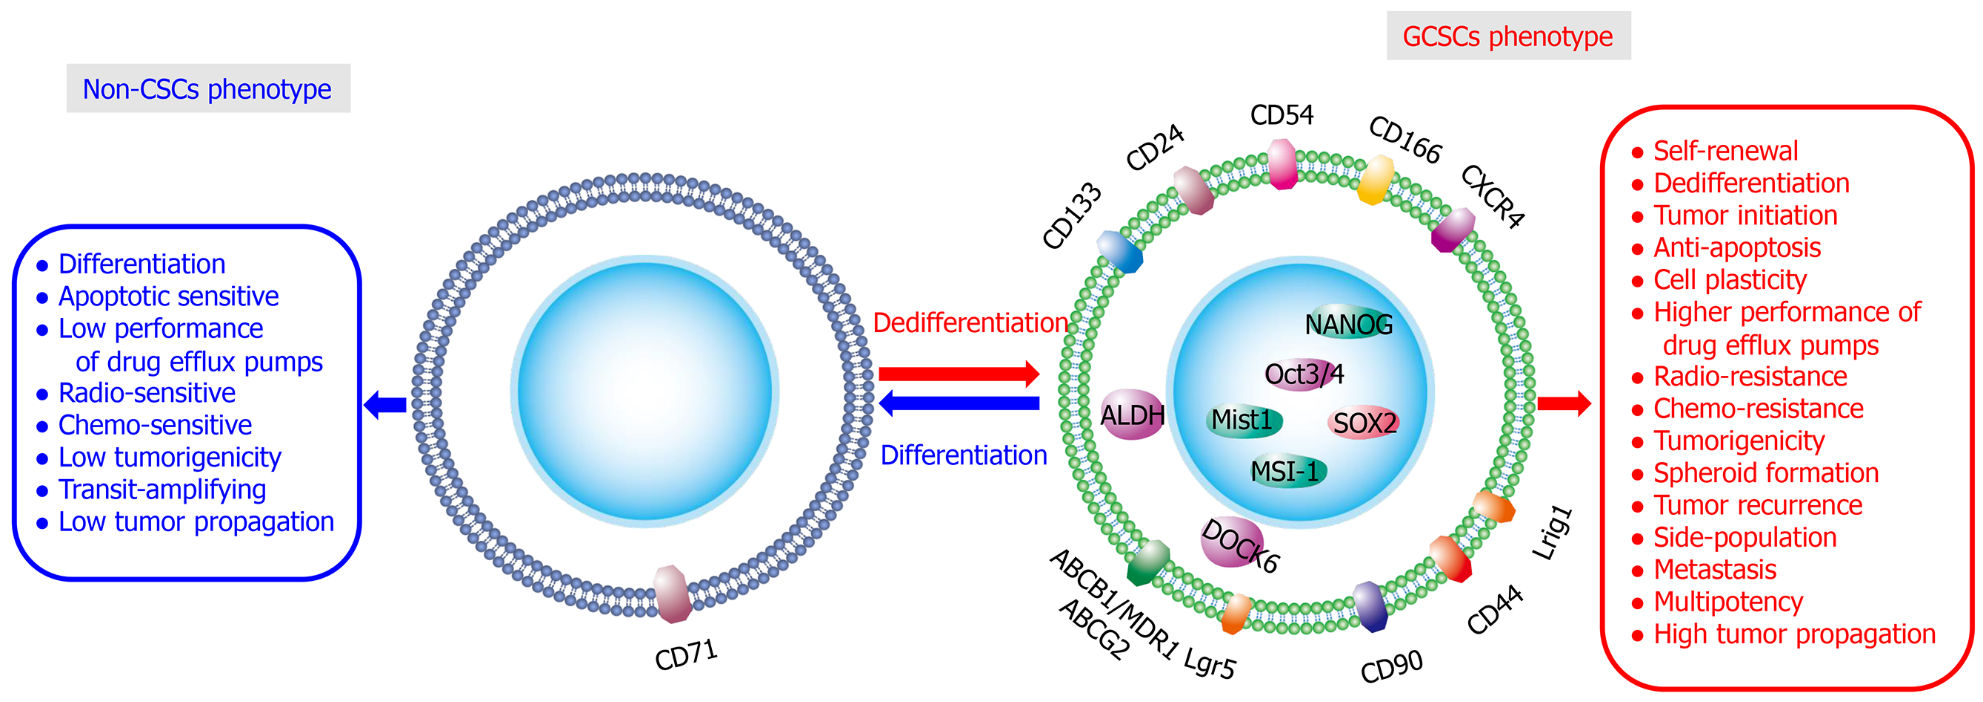 Non-CSCs phenotype
● Differentiation
● Apoptotic sensitive
● Low performance
of drug efflux pumps
● Radio-sensitive
● Chemo-sensitive
● Low tumorigenicity
● Transit-amplifying
● Low tumor propagation
CD71
Dedifferentiation
Differentiation
GCSCs phenotype
CD133
CD24
CD54
CD166
CXCR4
NANOG
Oct3/4
ALDH
Mist1
SOX2
MSI-1
DOCK6
ABCB1/MDR1
ABCG2
Lgr5
CD90
CD44
Lrig1
● Self-renewal
● Dedifferentiation
● Tumor initiation
● Anti-apoptosis
● Cell plasticity
● Higher performance of
drug efflux pumps
● Radio-resistance
● Chemo-resistance
● Tumorigenicity
● Spheroid formation
● Tumor recurrence
● Side-population
● Metastasis
● Multipotency
● High tumor propagation